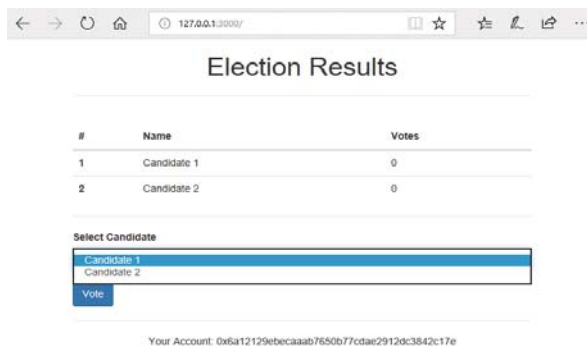 127.0.0.1:3000/
Election Results
# Name Votes
1 Candidate 1 0
2 Candidate 2 0
Select Candidate
Candidate 1
Candidate 2
Vote
Your Account: 0x6a12129ebecaaab7650b77cdae2912dc3842c17e